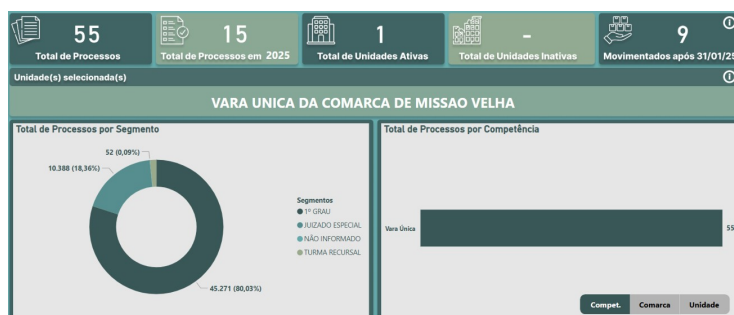 55
Total de Processos
15
Total de Processos em 2025
1
Total de Unidades Ativas
-
Total de Unidades Inativas
9
Movimentados após 31/01/25
Unidade(s) selecionada(s)
VARA UNICA DA COMARCA DE MISSAO VELHA
Total de Processos por Segmento
52 (0,09%)
10.388 (18,36%)
45.271 (80,03%)
Segmentos
1º GRAU
JUIZADO ESPECIAL
NÃO INFORMADO
TURMA RECURSAL
Total de Processos por Competência
Vara Única
55
Compet.
Comarca
Unidade